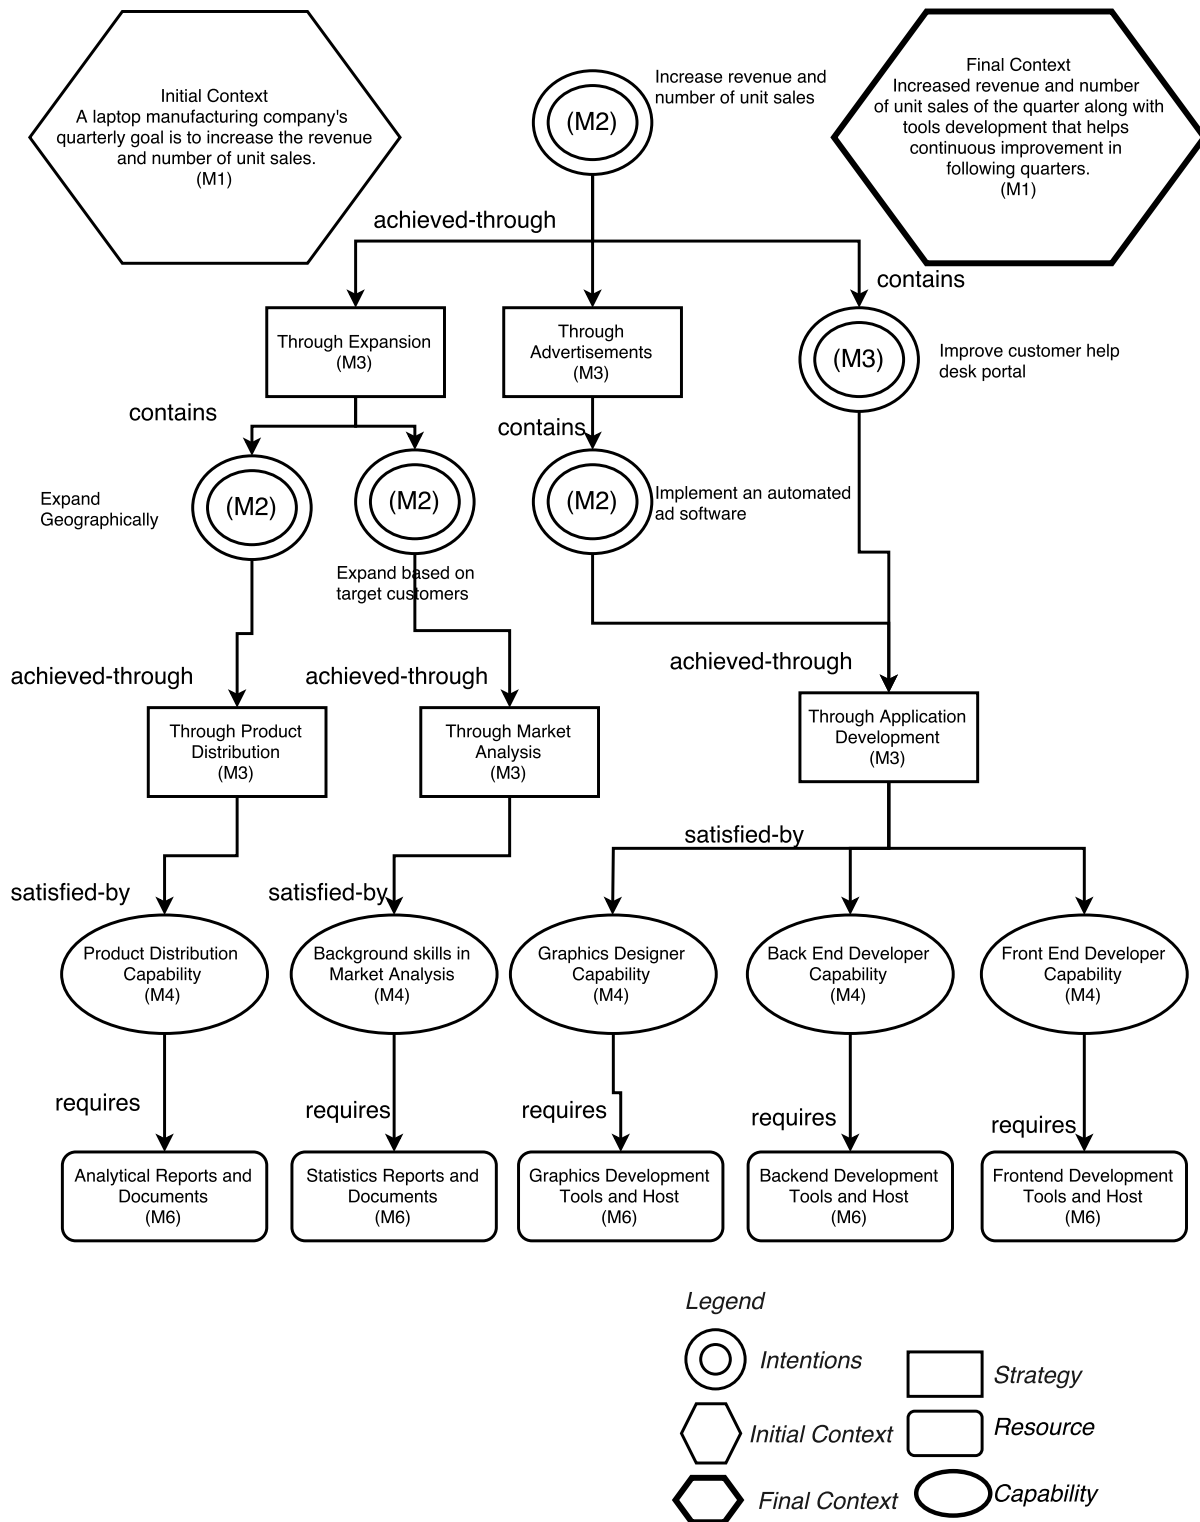 Initial Context
A laptop manufacturing company's
quarterly goal is to increase the revenue
and number of unit sales.
(M1)
(M2)
Increase revenue and
number of unit sales
Final Context
Increased revenue and number
of unit sales of the quarter along with
tools development that helps
continuous improvement in
following quarters.
(M1)
achieved-through
contains
Through Expansion
(M3)
Through
Advertisements
(M3)
(M3)
Improve customer help
desk portal
contains
contains
Expand
Geographically
(M2)
(M2)
Expand based on
target customers
(M2)
Implement an automated
ad software
achieved-through
achieved-through
achieved-through
Through Product
Distribution
(M3)
Through Market
Analysis
(M3)
Through Application
Development
(M3)
satisfied-by
satisfied-by
satisfied-by
Product Distribution
Capability
(M4)
Background skills in
Market Analysis
(M4)
Graphics Designer
Capability
(M4)
Back End Developer
Capability
(M4)
Front End Developer
Capability
(M4)
requires
requires
requires
requires
requires
Analytical Reports and
Documents
(M6)
Statistics Reports and
Documents
(M6)
Graphics Development
Tools and Host
(M6)
Backend Development
Tools and Host
(M6)
Frontend Development
Tools and Host
(M6)
Legend
Intentions
Strategy
Initial Context
Resource
Final Context
Capability